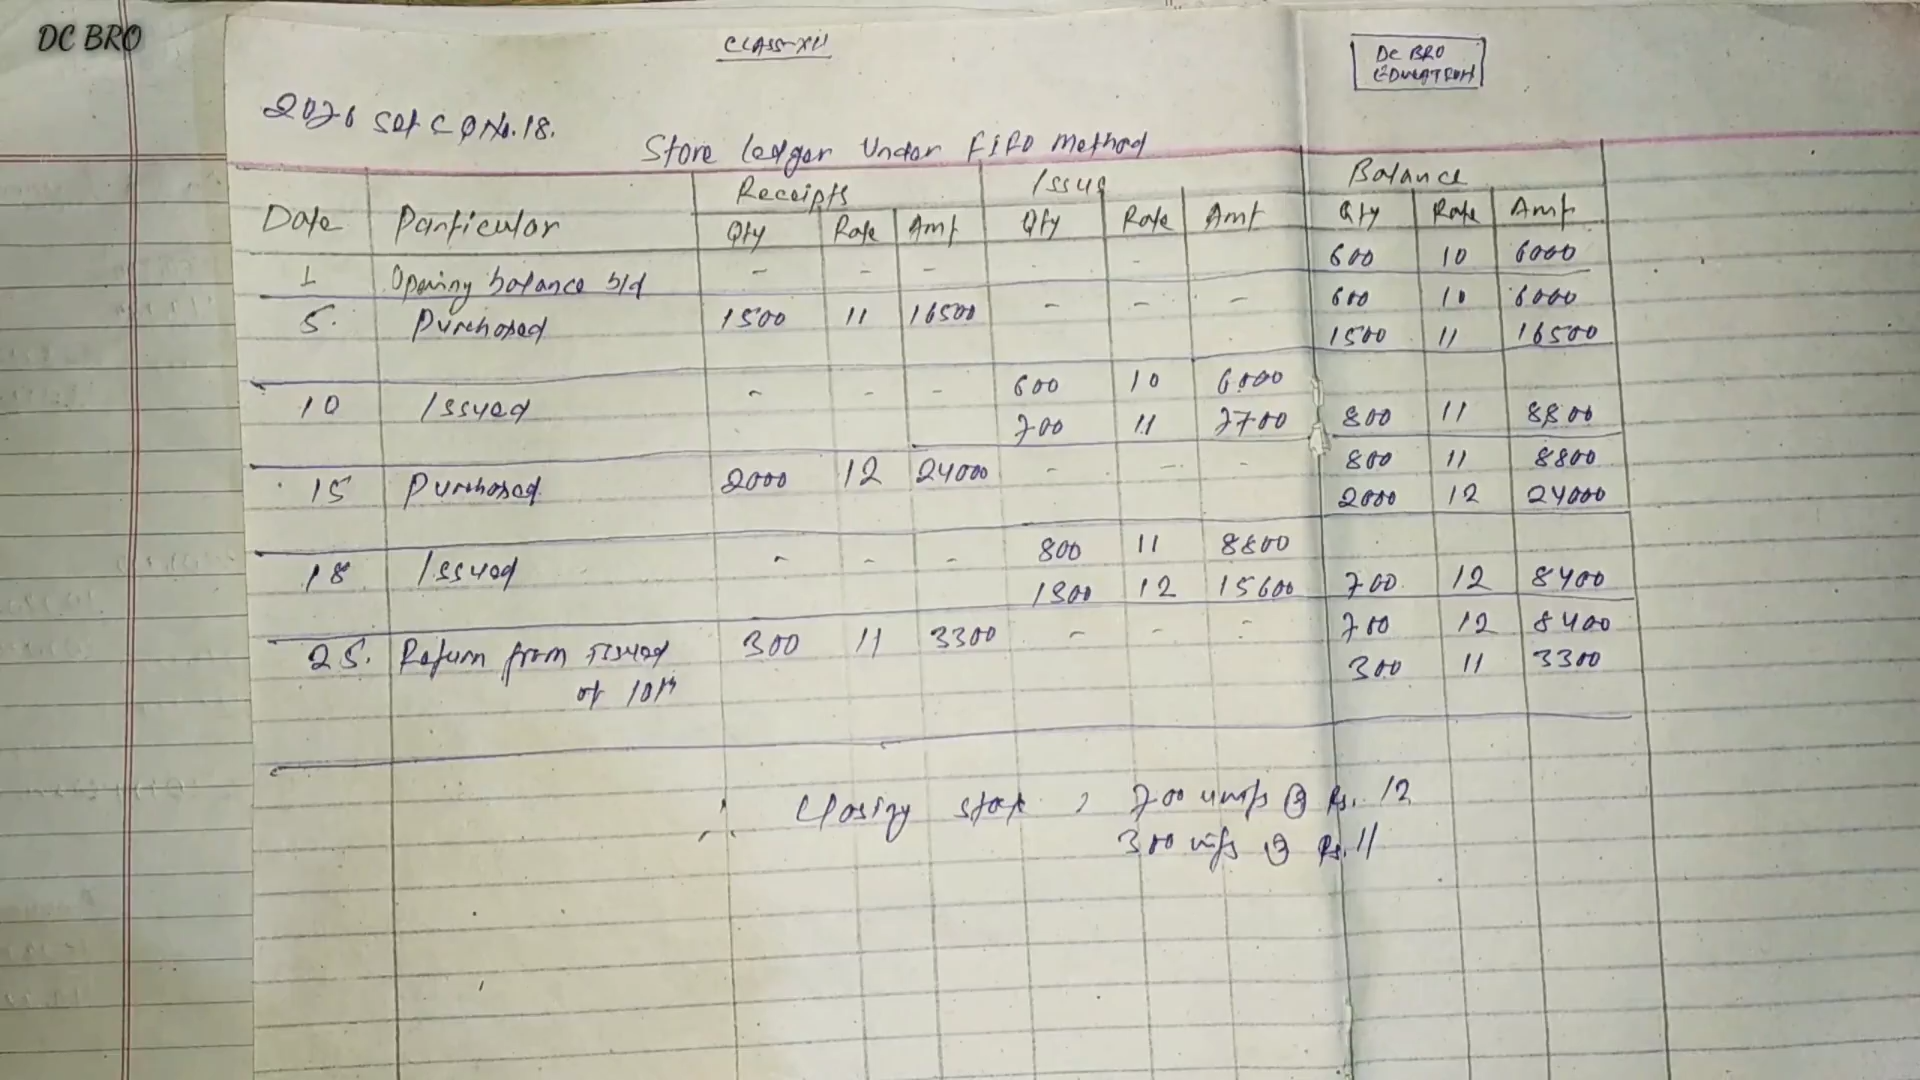 DC BRO
CLASS-XII
DC BRO
EDUCATION
2076 Set C Q No. 18.
Store ledger Under FIFO Method
Date Particular Receipts Issue Balance
Qty Rate Amt Qty Rate Amt Qty Rate Amt
1 Opening balance b/d - - - - 600 10 6000
5. Purchased 1500 11 16500 - - - 600 10 6000
1500 11 16500
10 Issued - - - 600 10 6000
700 11 7700 800 11 8800
15 Purchased 2000 12 24000 - - - 800 11 8800
2000 12 24000
18 Issued - - - 800 11 8800
1300 12 15600 700 12 8400
25. Return from Issued 300 11 3300 - - - 700 12 8400
of 10th 300 11 3300
∴ Closing stock , 700 units @ Rs. 12
300 units @ Rs. 11